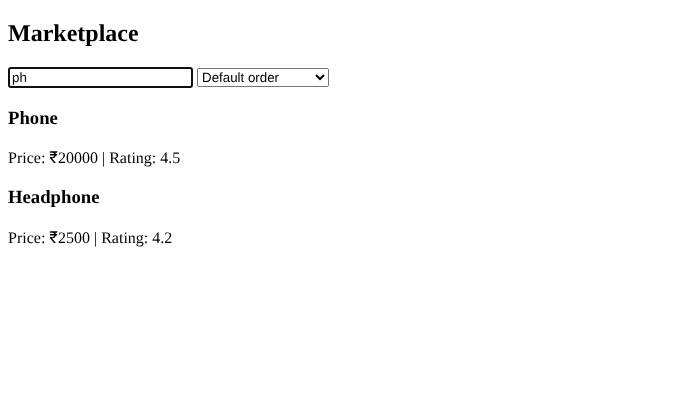 Marketplace
ph Default order
Phone
Price: ₹20000 | Rating: 4.5
Headphone
Price: ₹2500 | Rating: 4.2